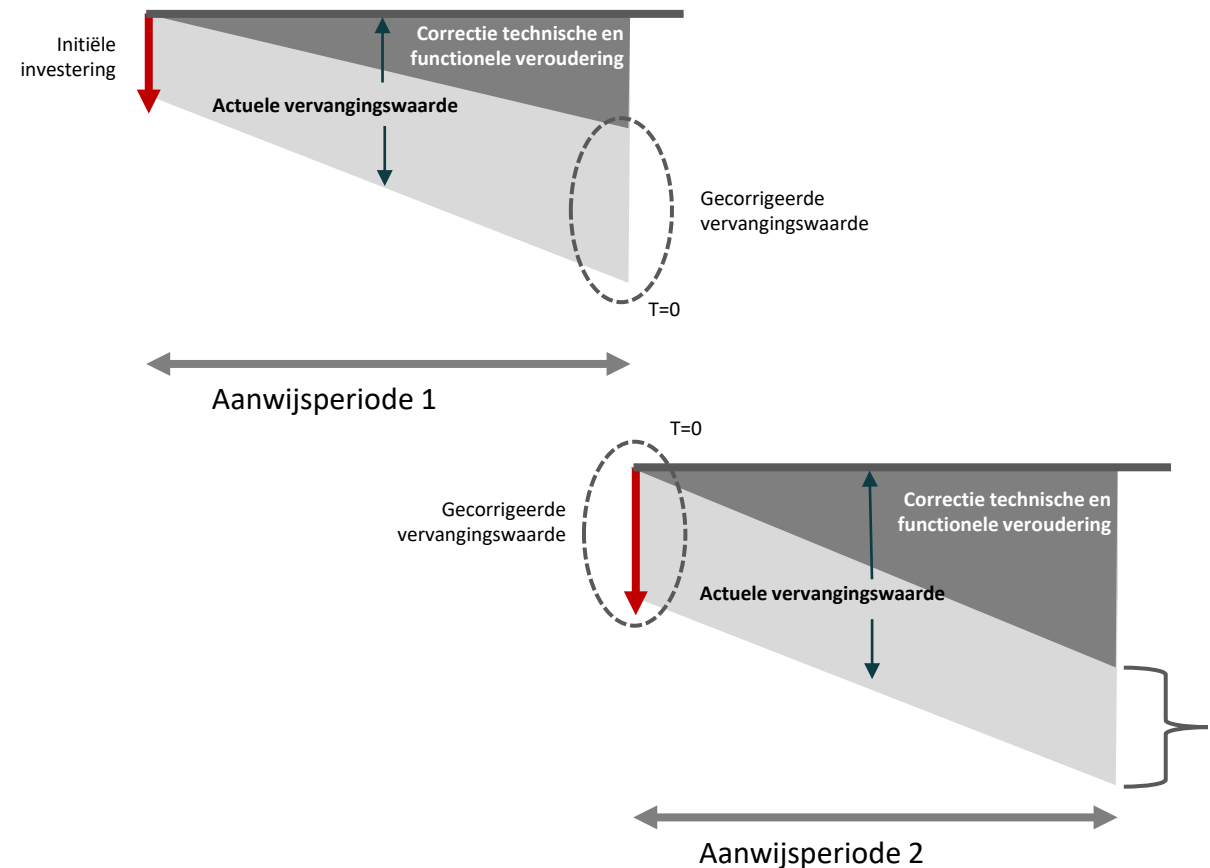 Correctie technische en
functionele veroudering
Initiële
investering
Actuele vervangingswaarde
Gecorrigeerde
vervangingswaarde
T=0
Aanwijsperiode 1
T=0
Gecorrigeerde
vervangingswaarde
Correctie technische en
functionele veroudering
Actuele vervangingswaarde
Aanwijsperiode 2